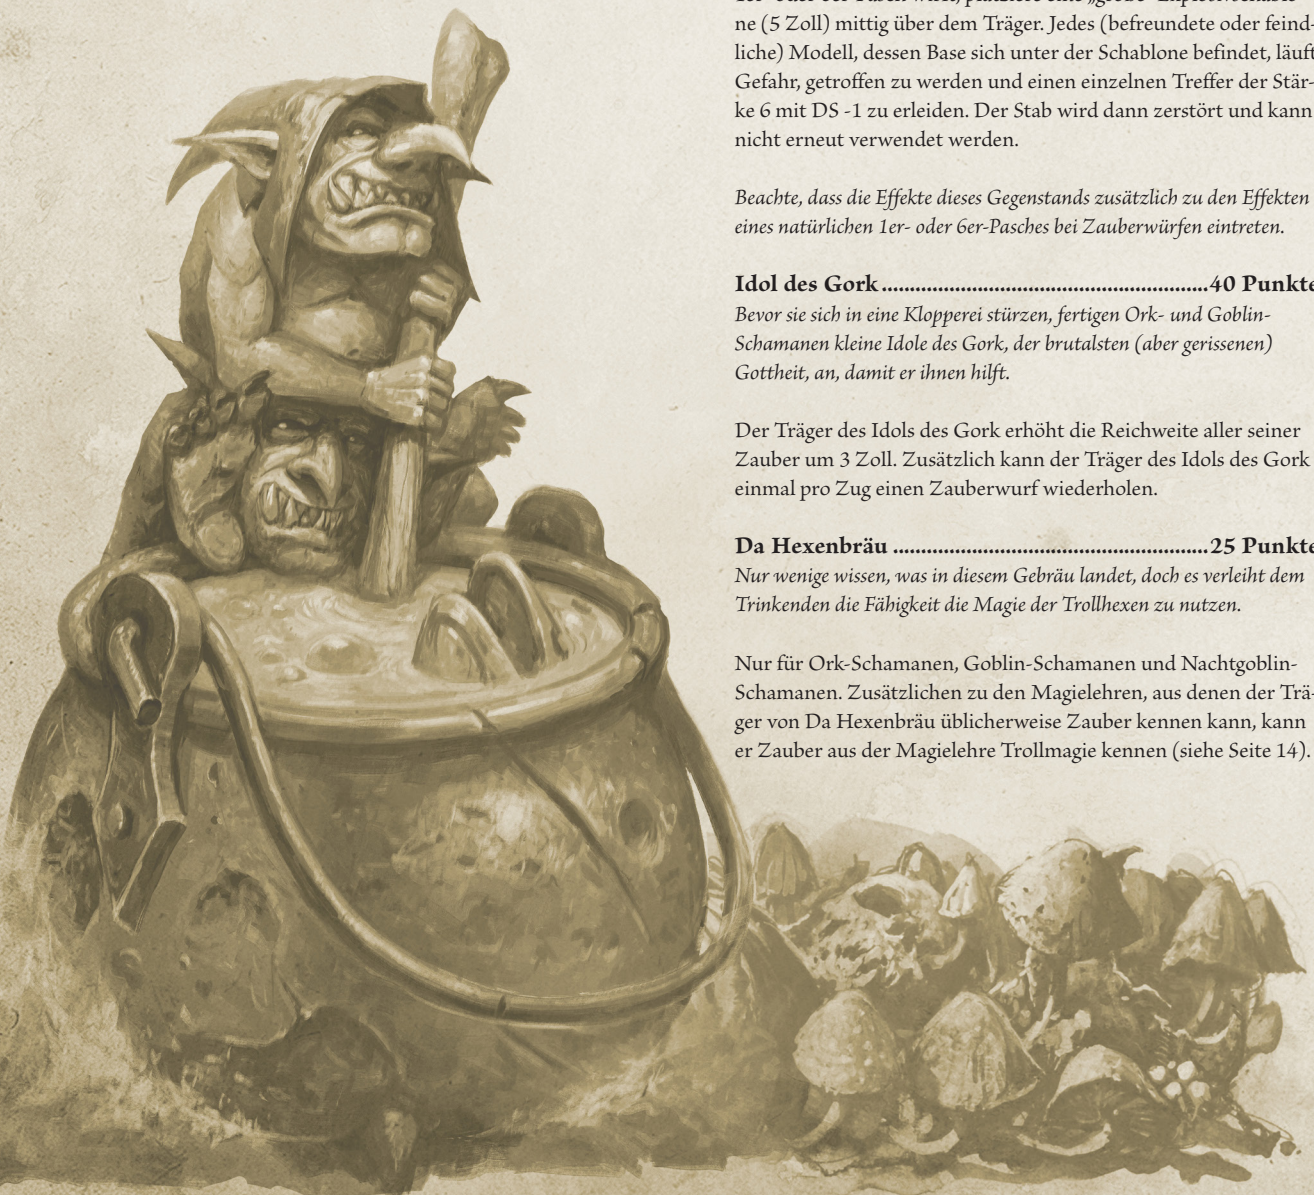 ne (5 Zoll) mittig über dem Träger. Jedes (befreundete oder feind-
liche) Modell, dessen Base sich unter der Schablone befindet, läuft
Gefahr, getroffen zu werden und einen einzelnen Treffer der Stär-
ke 6 mit DS -1 zu erleiden. Der Stab wird dann zerstört und kann
nicht erneut verwendet werden.
Beachte, dass die Effekte dieses Gegenstands zusätzlich zu den Effekten
eines natürlichen 1er- oder 6er-Pasches bei Zauberwürfen eintreten.
Idol des Gork ........................................................................ 40 Punkte
Bevor sie sich in eine Klopperei stürzen, fertigen Ork- und Goblin-
Schamanen kleine Idole des Gork, der brutalsten (aber gerissenen)
Gottheit, an, damit er ihnen hilft.
Der Träger des Idols des Gork erhöht die Reichweite aller seiner
Zauber um 3 Zoll. Zusätzlich kann der Träger des Idols des Gork
einmal pro Zug einen Zauberwurf wiederholen.
Da Hexenbräu ...................................................................... 25 Punkte
Nur wenige wissen, was in diesem Gebräu landet, doch es verleiht dem
Trinkenden die Fähigkeit die Magie der Trollhexen zu nutzen.
Nur für Ork-Schamanen, Goblin-Schamanen und Nachtgoblin-
Schamanen. Zusätzlichen zu den Magielehren, aus denen der Trä-
ger von Da Hexenbräu üblicherweise Zauber kennen kann, kann
er Zauber aus der Magielehre Trollmagie kennen (siehe Seite 14).